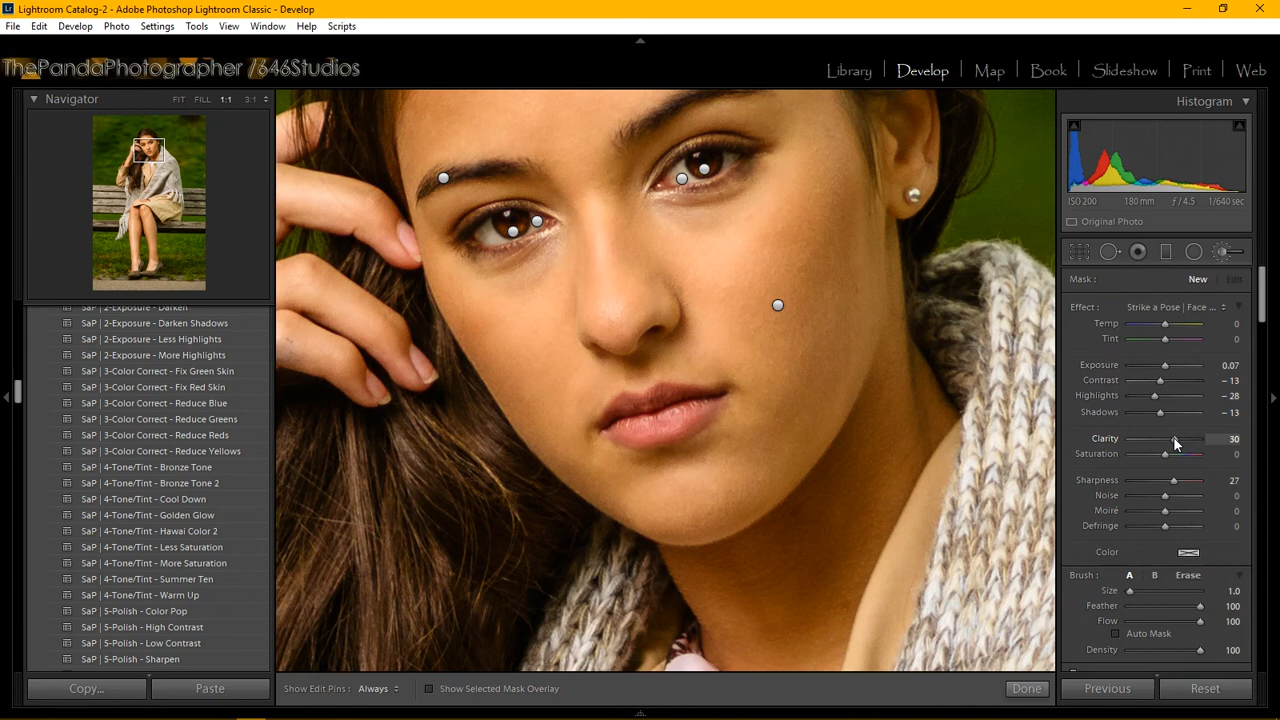 Lightroom Catalog-2 - Adobe Photoshop Lightroom Classic - Develop
File Edit Develop Photo Settings Tools View Window Help Scripts
ThePandaPhotographer /646Studios
Library Develop Map Book Slideshow Print Web
Navigator FIT FILL 1:1 3:1
SaP | 2-Exposure - Darken
SaP | 2-Exposure - Darken Shadows
SaP | 2-Exposure - Less Highlights
SaP | 2-Exposure - More Highlights
SaP | 3-Color Correct - Fix Green Skin
SaP | 3-Color Correct - Fix Red Skin
SaP | 3-Color Correct - Reduce Blue
SaP | 3-Color Correct - Reduce Greens
SaP | 3-Color Correct - Reduce Reds
SaP | 3-Color Correct - Reduce Yellows
SaP | 4-Tone/Tint - Bronze Tone
SaP | 4-Tone/Tint - Bronze Tone 2
SaP | 4-Tone/Tint - Cool Down
SaP | 4-Tone/Tint - Golden Glow
SaP | 4-Tone/Tint - Hawai Color 2
SaP | 4-Tone/Tint - Less Saturation
SaP | 4-Tone/Tint - More Saturation
SaP | 4-Tone/Tint - Summer Ten
SaP | 4-Tone/Tint - Warm Up
SaP | 5-Polish - Color Pop
SaP | 5-Polish - High Contrast
SaP | 5-Polish - Low Contrast
SaP | 5-Polish - Sharpen
Copy... Paste
Show Edit Pins : Always Show Selected Mask Overlay Done
Histogram
ISO 200 180 mm ƒ / 4.5 1/640 sec
Original Photo
Mask : New Edit
Effect : Strike a Pose | Face ...
Temp 0
Tint 0
Exposure 0.07
Contrast – 13
Highlights – 28
Shadows – 13
Clarity 30
Saturation 0
Sharpness 27
Noise 0
Moiré 0
Defringe 0
Color
Brush : A B Erase
Size 1.0
Feather 100
Flow 100
Auto Mask
Density 100
Previous Reset